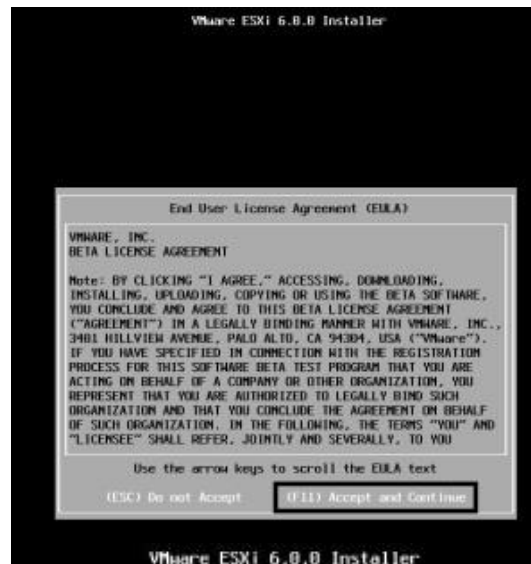 VMware ESXi 6.0.0 Installer
End User License Agreement (EULA)
VMWARE, INC.
BETA LICENSE AGREEMENT
Note: BY CLICKING "I AGREE," ACCESSING, DOWNLOADING,
INSTALLING, UPLOADING, COPYING OR USING THE BETA SOFTWARE,
YOU CONCLUDE AND AGREE TO THIS BETA LICENSE AGREEMENT
("AGREEMENT") IN A LEGALLY BINDING MANNER WITH VMWARE, INC.,
3401 HILLVIEW AVENUE, PALO ALTO, CA 94304, USA ("VMware").
IF YOU HAVE SPECIFIED IN CONNECTION WITH THE REGISTRATION
PROCESS FOR THIS SOFTWARE BETA TEST PROGRAM THAT YOU ARE
ACTING ON BEHALF OF A COMPANY OR OTHER ORGANIZATION, YOU
REPRESENT THAT YOU ARE AUTHORIZED TO LEGALLY BIND SUCH
ORGANIZATION AND THAT YOU CONCLUDE THE AGREEMENT ON BEHALF
OF SUCH ORGANIZATION. IN THE FOLLOWING, THE TERMS "YOU" AND
"LICENSEE" SHALL REFER, JOINTLY AND SEVERALLY, TO YOU
Use the arrow keys to scroll the EULA text
(ESC) Do not Accept (F11) Accept and Continue
VMware ESXi 6.0.0 Installer